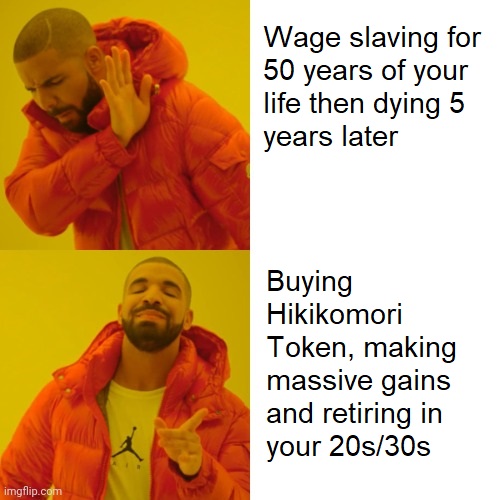 Wage slaving for
50 years of your
life then dying 5
years later
Buying
Hikikomori
Token, making
massive gains
and retiring in
your 20s/30s
AIR
imgflip.com